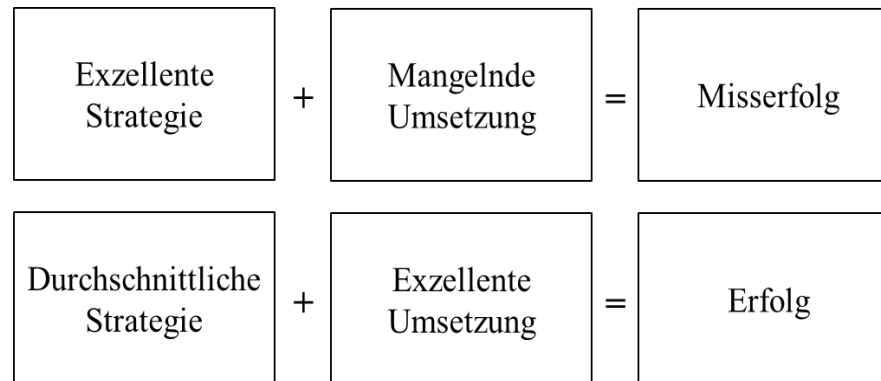 Exzellente
Strategie
+
Mangelnde
Umsetzung
=
Misserfolg
Durchschnittliche
Strategie
+
Exzellente
Umsetzung
=
Erfolg